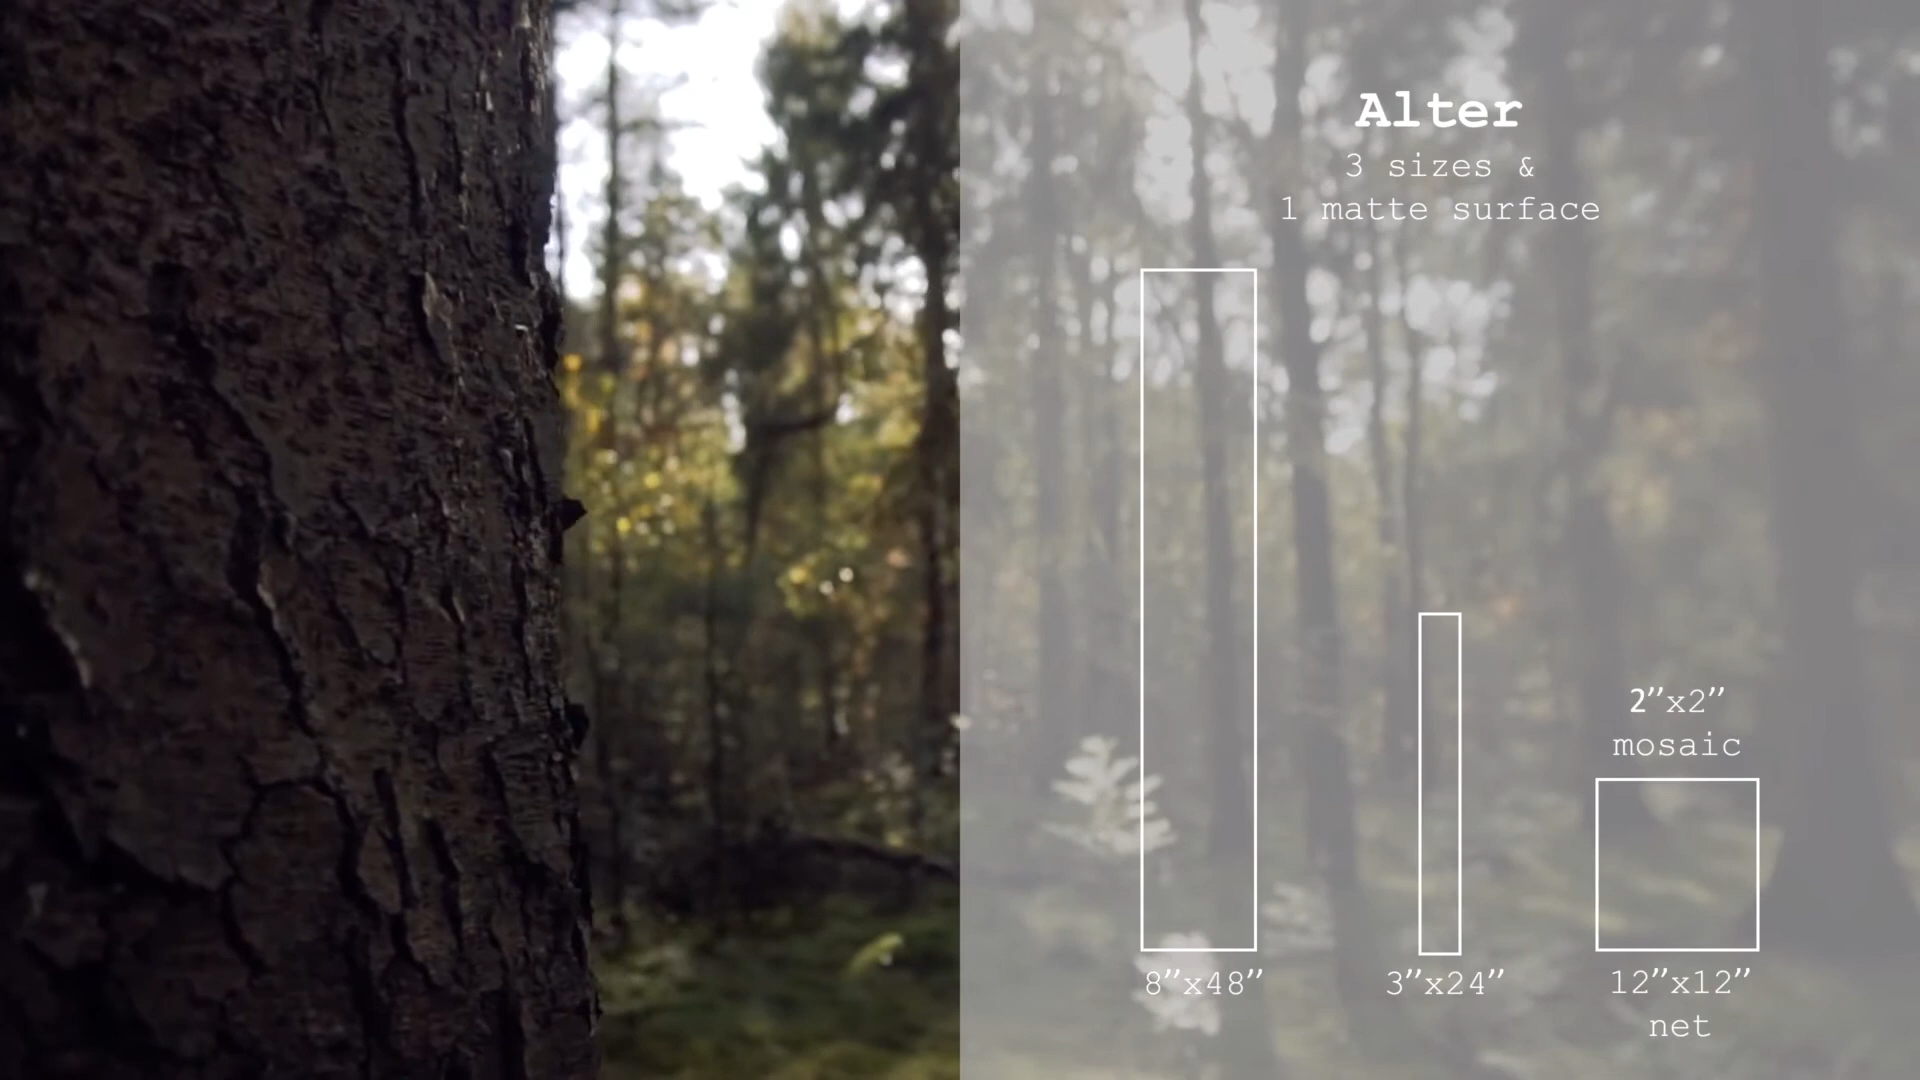 Alter
3 sizes &
1 matte surface
2”x2”
mosaic
8”x48”
3”x24”
12”x12”
net